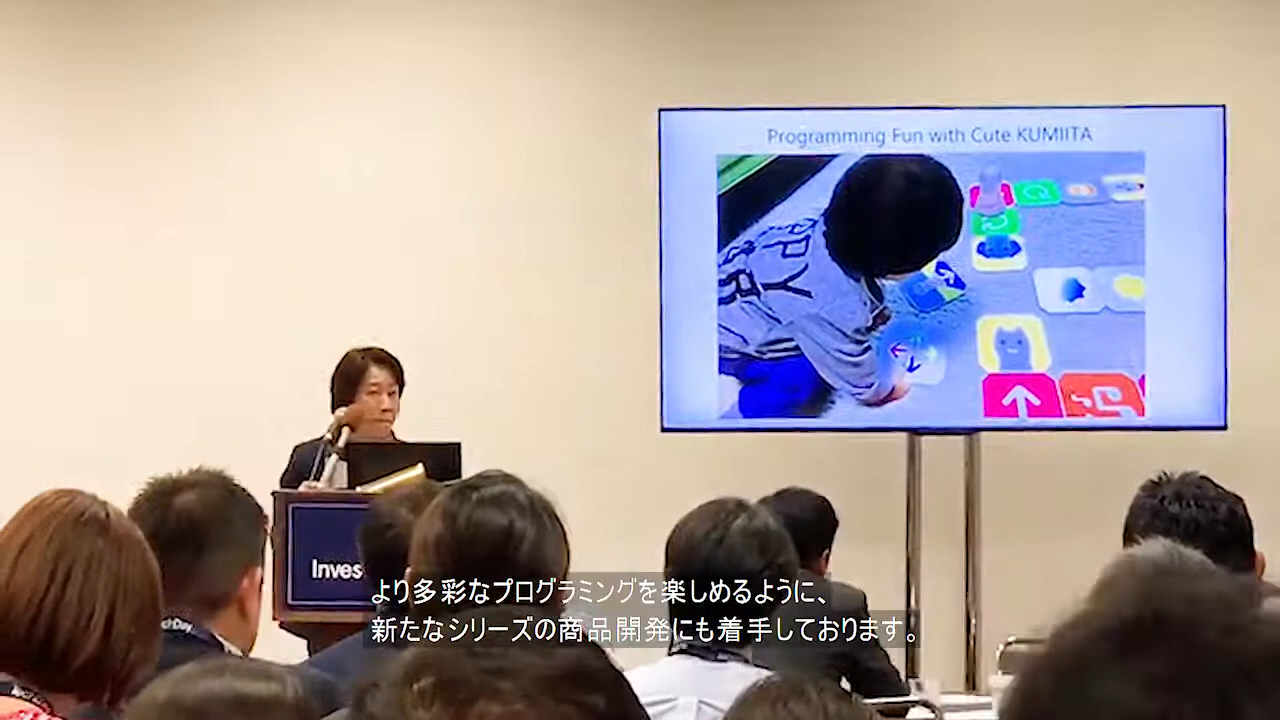 Programming Fun with Cute KUMIITA
Inves
より多彩なプログラミングを楽しめるように、
新たなシリーズの商品開発にも着手しております。